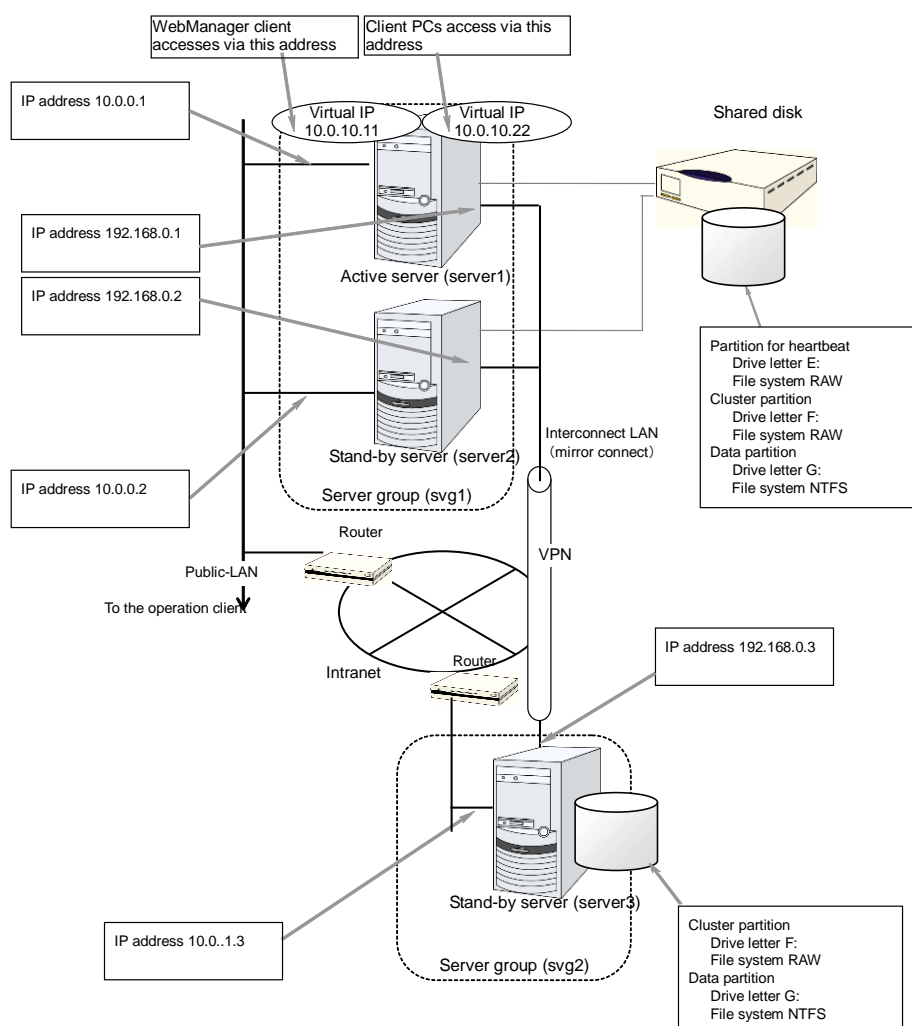 WebManager client
accesses via this address
Client PCs access via this
address
IP address 10.0.0.1
Virtual IP
10.0.10.11
Virtual IP
10.0.10.22
Shared disk
IP address 192.168.0.1
Active server (server1)
IP address 192.168.0.2
Partition for heartbeat
Drive letter E:
File system RAW
Cluster partition
Drive letter F:
File system RAW
Data partition
Drive letter G:
File system NTFS
Interconnect LAN
(mirror connect)
Stand-by server (server2)
IP address 10.0.0.2
Server group (svg1)
Router
VPN
Public-LAN
To the operation client
Intranet
Router
IP address 192.168.0.3
Stand-by server (server3)
IP address 10.0..1.3
Server group (svg2)
Cluster partition
Drive letter F:
File system RAW
Data partition
Drive letter G:
File system NTFS